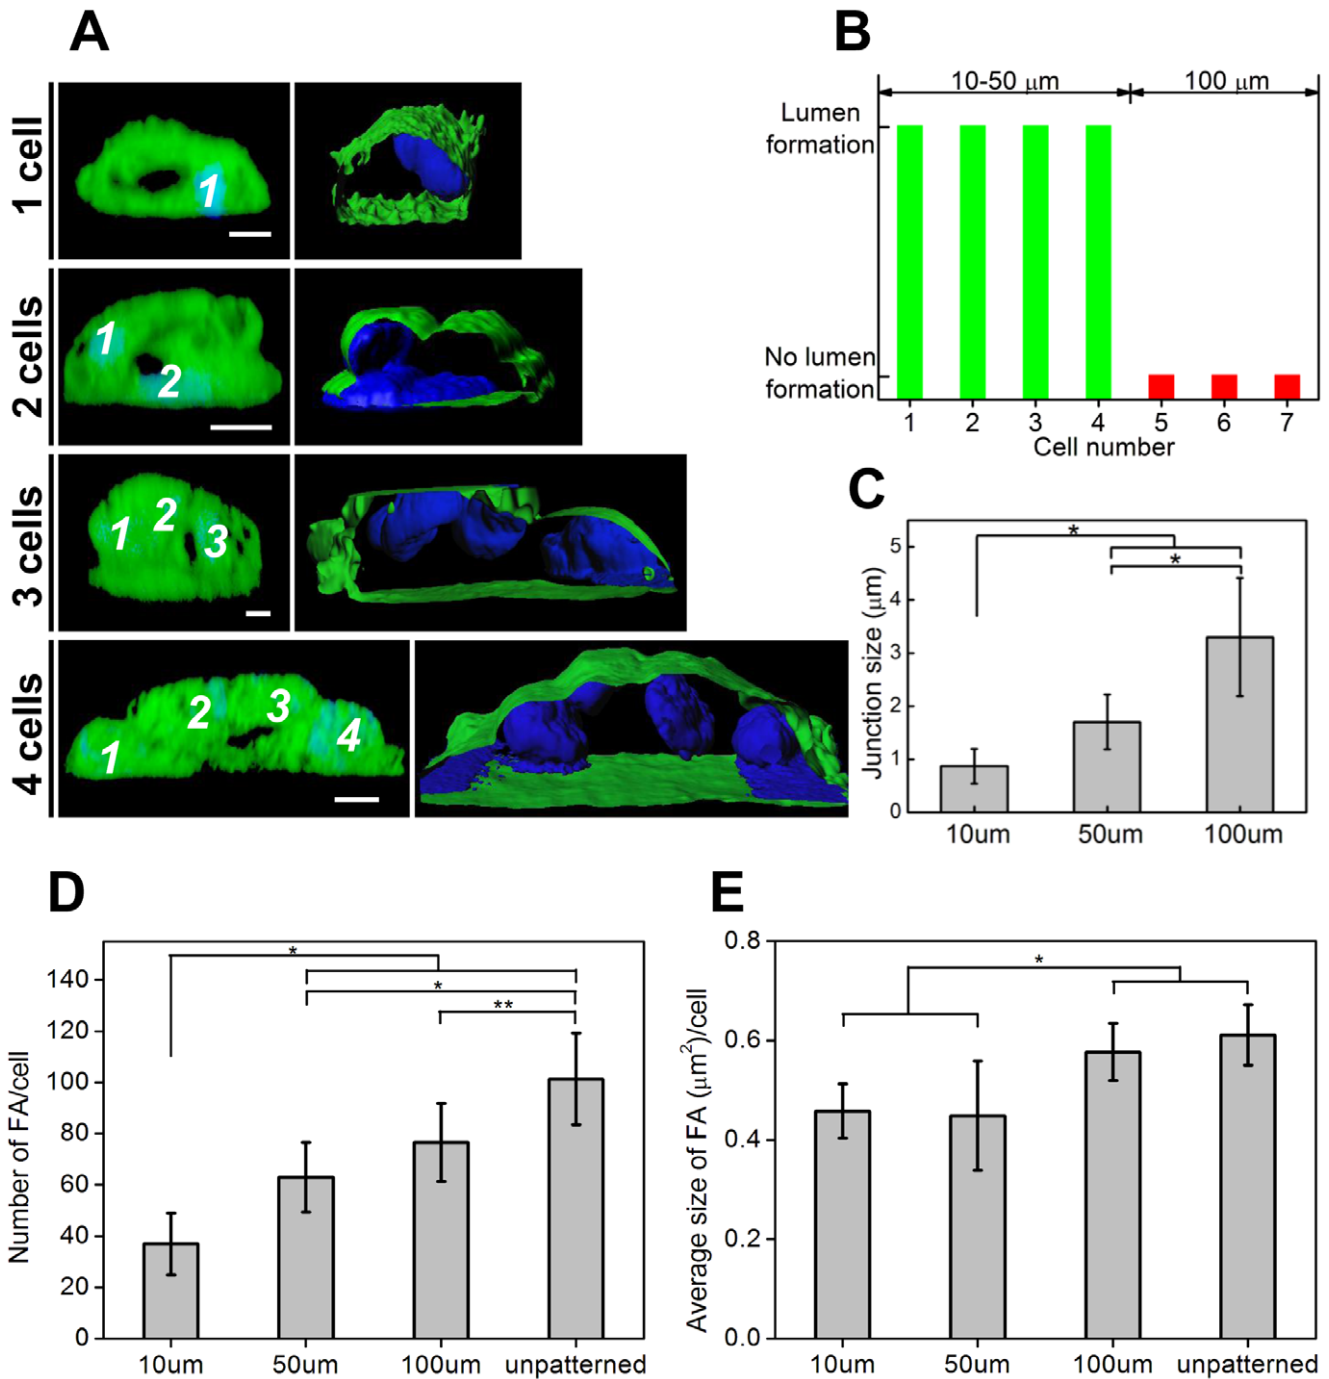 A
1 cell
1
2 cells
1
2
3 cells
1
2
3
4 cells
1
2
3
4
B
10-50 μm
100 μm
Lumen
formation
No lumen
formation
1 2 3 4 5 6 7
Cell number
C
Junction size (μm)
5
4
3
2
1
0
*
*
10um 50um 100um
D
Number of FA/cell
140
120
100
80
60
40
20
0
*
*
**
10um 50um 100um unpatterned
E
Average size of FA (μm²)/cell
0.8
0.6
0.4
0.2
0.0
*
10um 50um 100um unpatterned